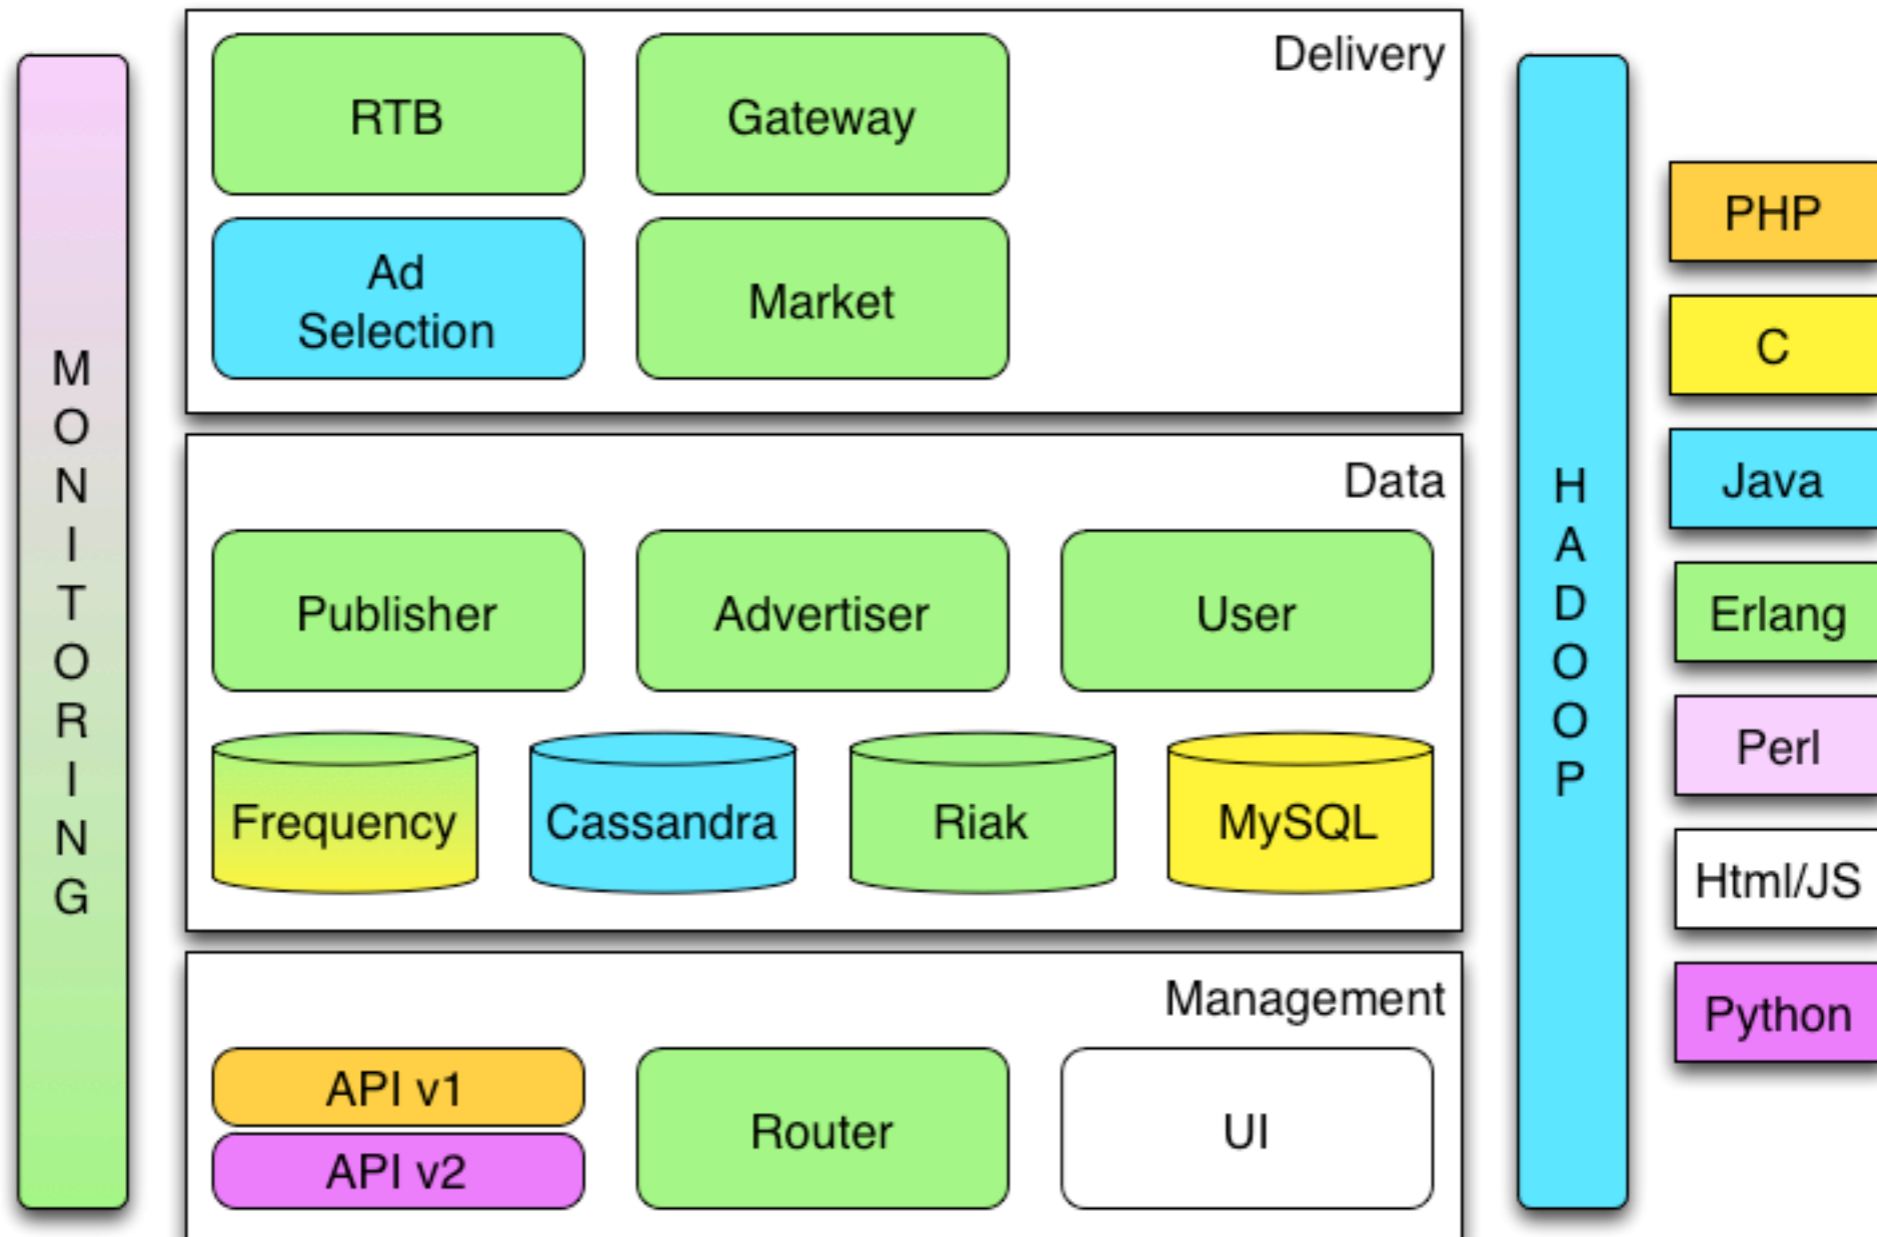 MONITORING
Delivery
RTB
Gateway
Ad
Selection
Market
Data
Publisher
Advertiser
User
Frequency
Cassandra
Riak
MySQL
Management
API v1
API v2
Router
UI
HADOOP
PHP
C
Java
Erlang
Perl
Html/JS
Python